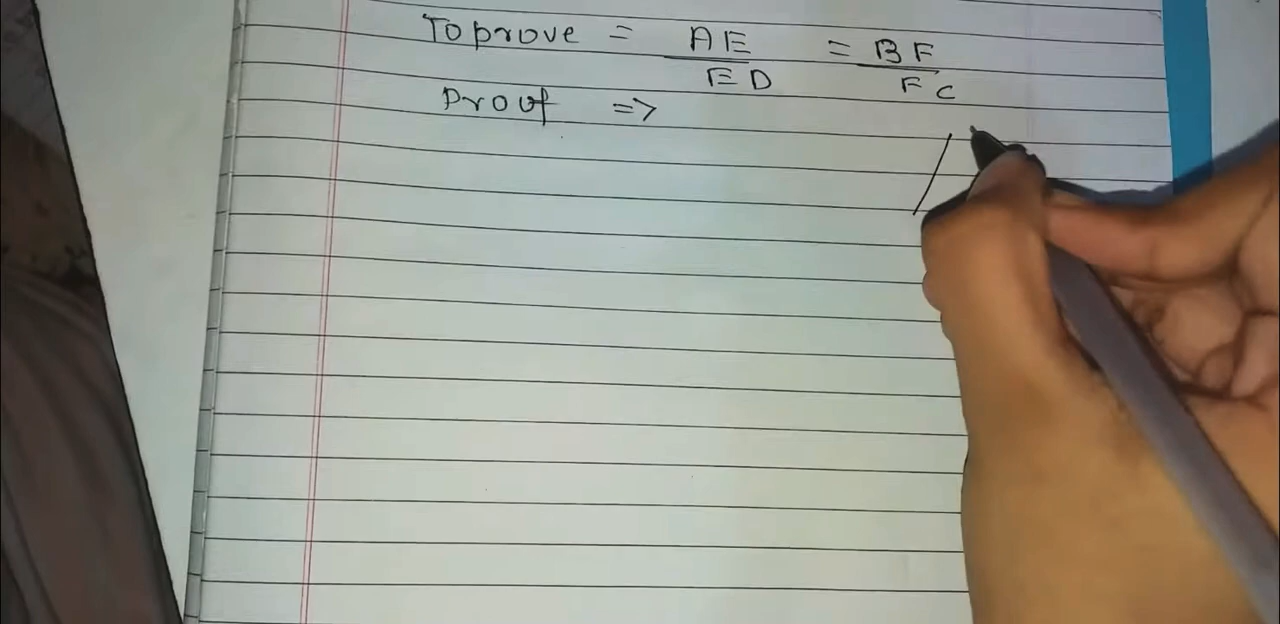 To prove = AE/ED = BF/FC
Proof =>